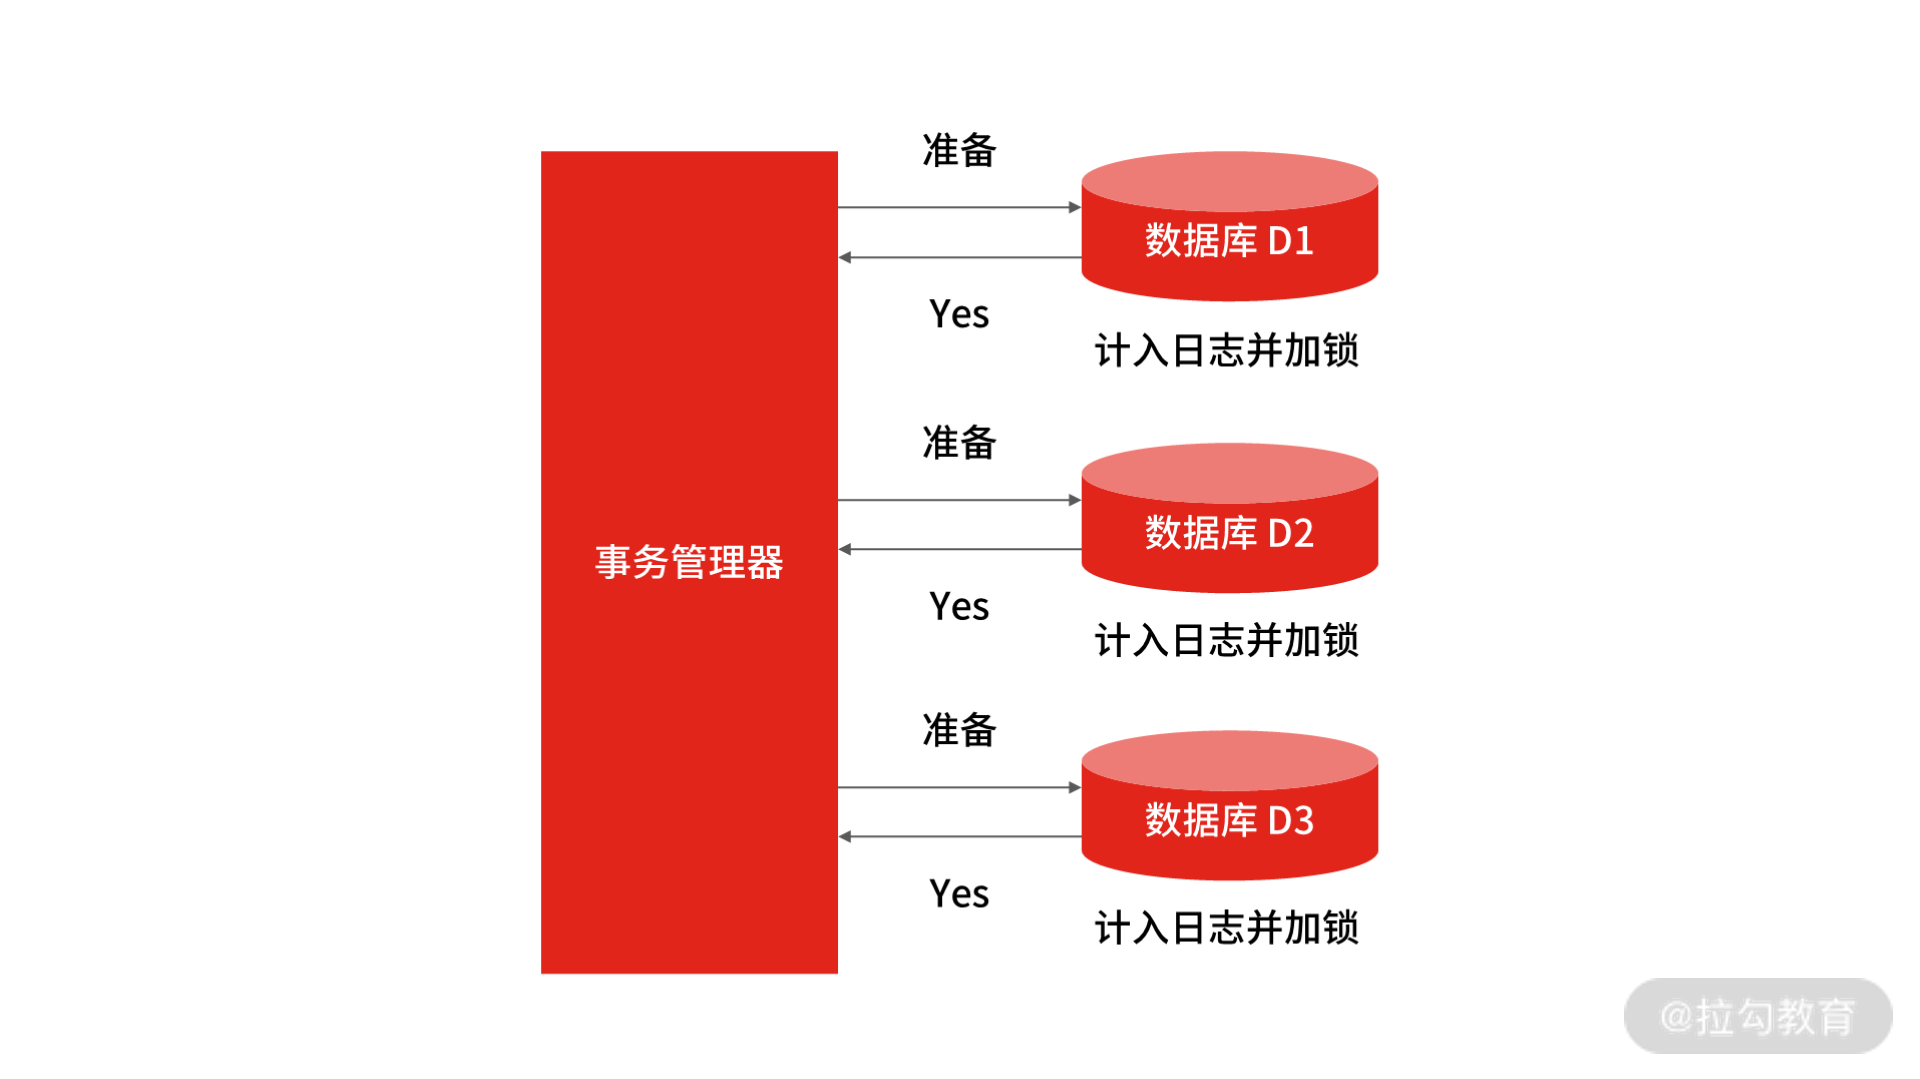 准备
数据库 D1
Yes
计入日志并加锁
准备
数据库 D2
事务管理器
Yes
计入日志并加锁
准备
数据库 D3
Yes
计入日志并加锁
@拉勾教育